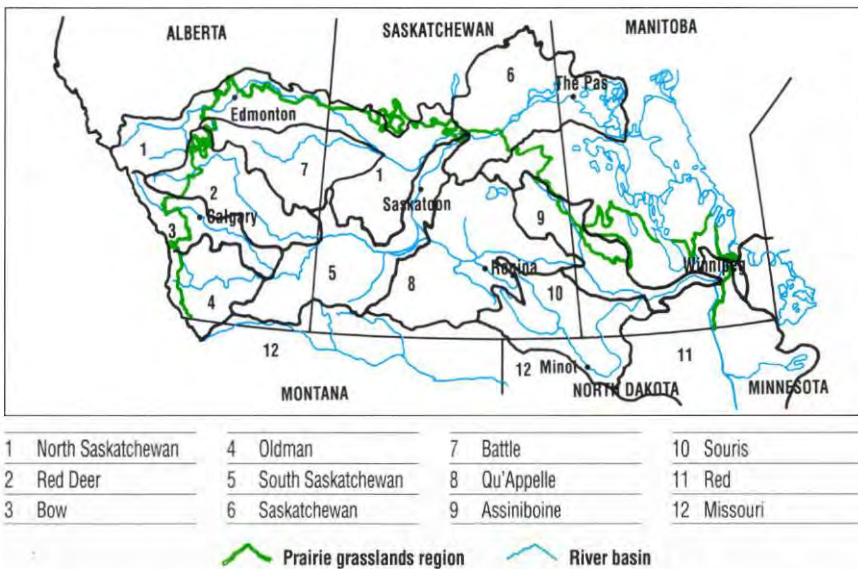 ALBERTA SASKATCHEWAN MANITOBA
6
The Pas
Edmonton
1
7
1
2
Saskatoon
Calgary
9
3
Regina
Winnipeg
5
8
10
4
12
12 Minot
11
MONTANA
NORTH DAKOTA
MINNESOTA
1 North Saskatchewan 4 Oldman 7 Battle 10 Souris
2 Red Deer 5 South Saskatchewan 8 Qu'Appelle 11 Red
3 Bow 6 Saskatchewan 9 Assiniboine 12 Missouri
Prairie grasslands region River basin